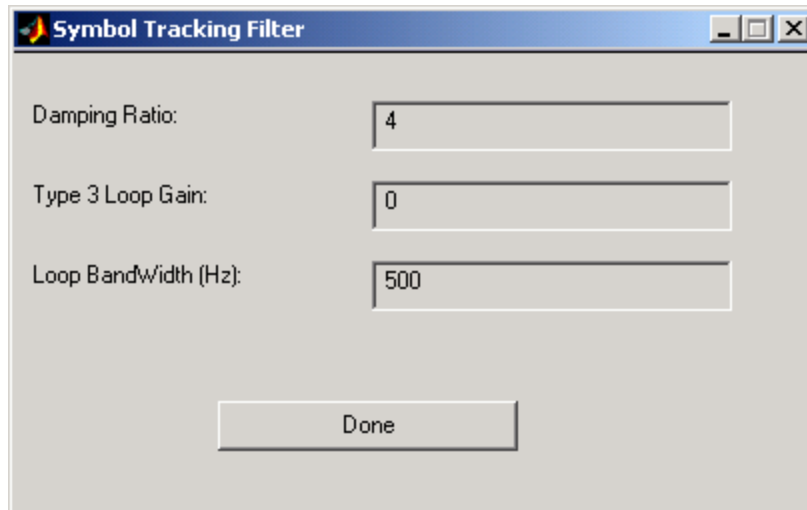 Symbol Tracking Filter
Damping Ratio: 4
Type 3 Loop Gain: 0
Loop BandWidth (Hz): 500
Done